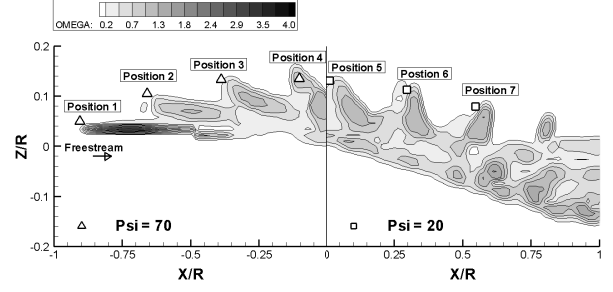 OMEGA: 0.2 0.7 1.3 1.8 2.4 2.9 3.5 4.0
0.2
0.1
0
-0.1
-0.2
Z/R
Position 1
Position 2
Position 3
Position 4
Position 5
Postion 6
Position 7
Freestream
Psi = 70
Psi = 20
-1 -0.75 -0.5 -0.25 0 0.25 0.5 0.75 1
X/R X/R